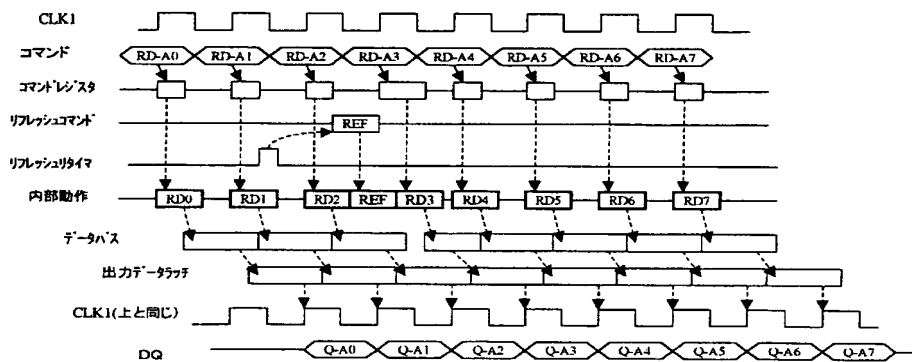 CLK1
コマンド RD-A0 RD-A1 RD-A2 RD-A3 RD-A4 RD-A5 RD-A6 RD-A7
コマンドレジスタ
リフレッシュコマンド REF
リフレッシュリタイマ
内部動作 RD0 RD1 RD2 REF RD3 RD4 RD5 RD6 RD7
データバス
出力データラッチ
CLK1(上と同じ)
DQ Q-A0 Q-A1 Q-A2 Q-A3 Q-A4 Q-A5 Q-A6 Q-A7